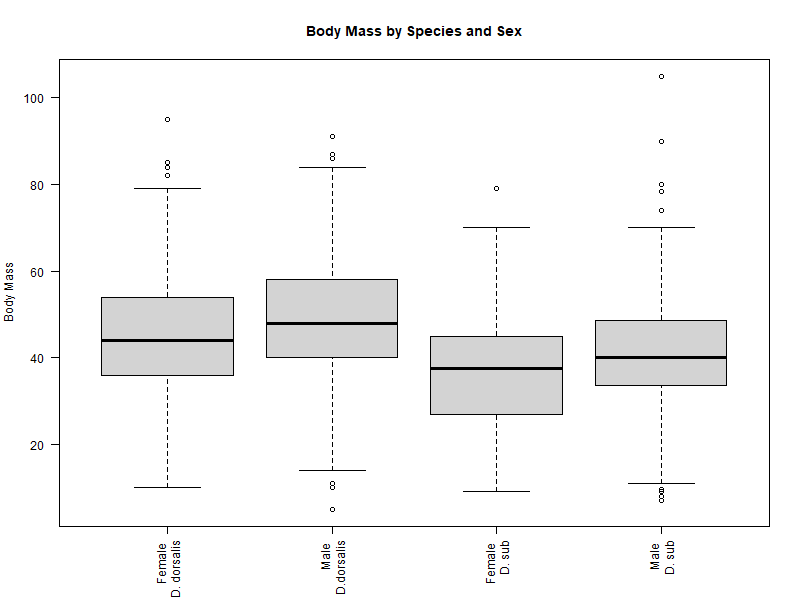 Body Mass by Species and Sex
Body Mass
100
80
60
40
20
Female
D. dorsalis
Male
D.dorsalis
Female
D. sub
Male
D. sub